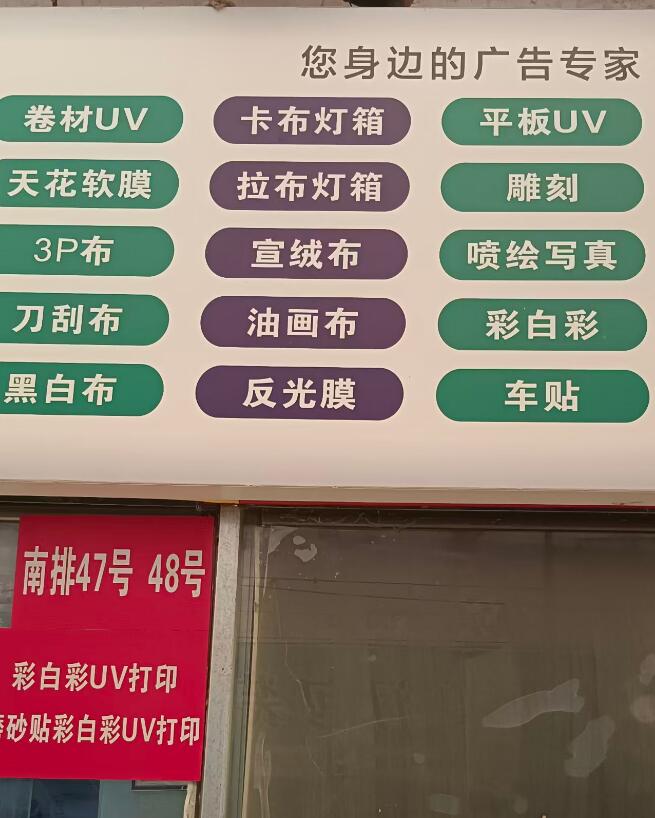 您身边的广告专家
卷材UV 卡布灯箱 平板UV
天花软膜 拉布灯箱 雕刻
3P布 宣绒布 喷绘写真
刀刮布 油画布 彩白彩
黑白布 反光膜 车贴
南排47号 48号
彩白彩UV打印
砂贴彩白彩UV打印